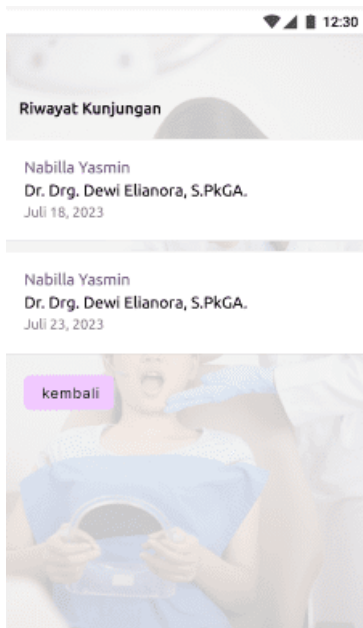 12:30
Riwayat Kunjungan
Nabilla Yasmin
Dr. Drg. Dewi Elianora, S.PkGA.
Juli 18, 2023
Nabilla Yasmin
Dr. Drg. Dewi Elianora, S.PkGA.
Juli 23, 2023
kembali